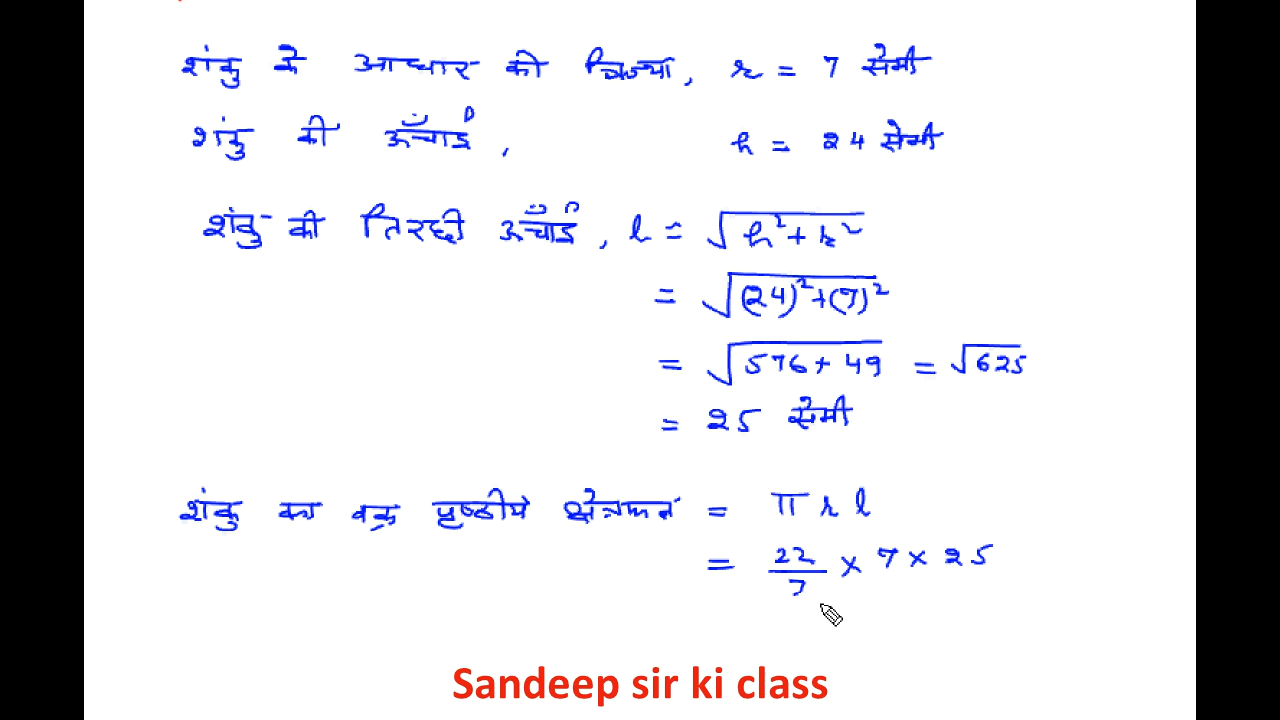 शंकु के आधार की त्रिज्या, r = 7 सेमी
शंकु की ऊँचाई, h = 24 सेमी
शंकु की तिरछी ऊँचाई, l = √(h²+r²)
= √((24)²+(7)²)
= √(576+49) = √625
= 25 सेमी
शंकु का वक्र पृष्ठीय क्षेत्रफल = π r l
= 22/7 × 7 × 25
Sandeep sir ki class